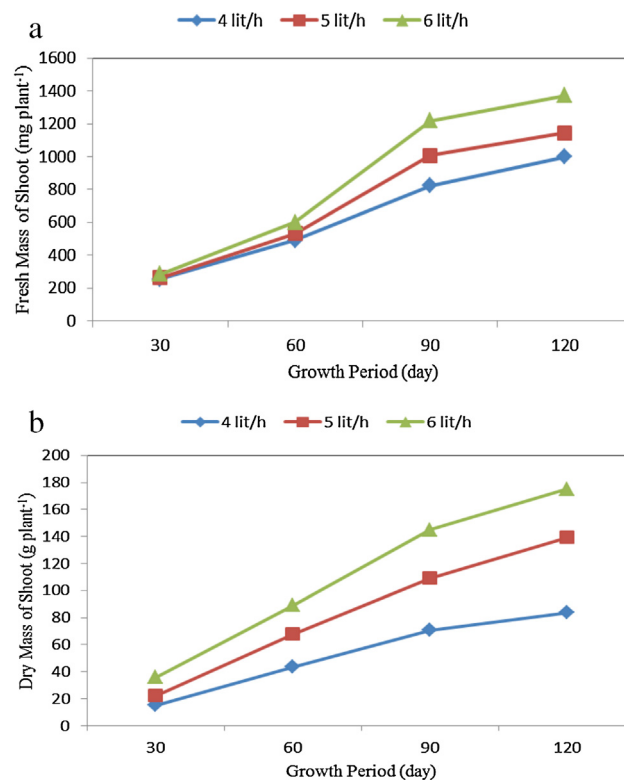 a
4 lit/h 5 lit/h 6 lit/h
Fresh Mass of Shoot (mg plant-1)
1600
1400
1200
1000
800
600
400
200
0
30 60 90 120
Growth Period (day)
b
4 lit/h 5 lit/h 6 lit/h
Dry Mass of Shoot (g plant-1)
200
180
160
140
120
100
80
60
40
20
0
30 60 90 120
Growth Period (day)